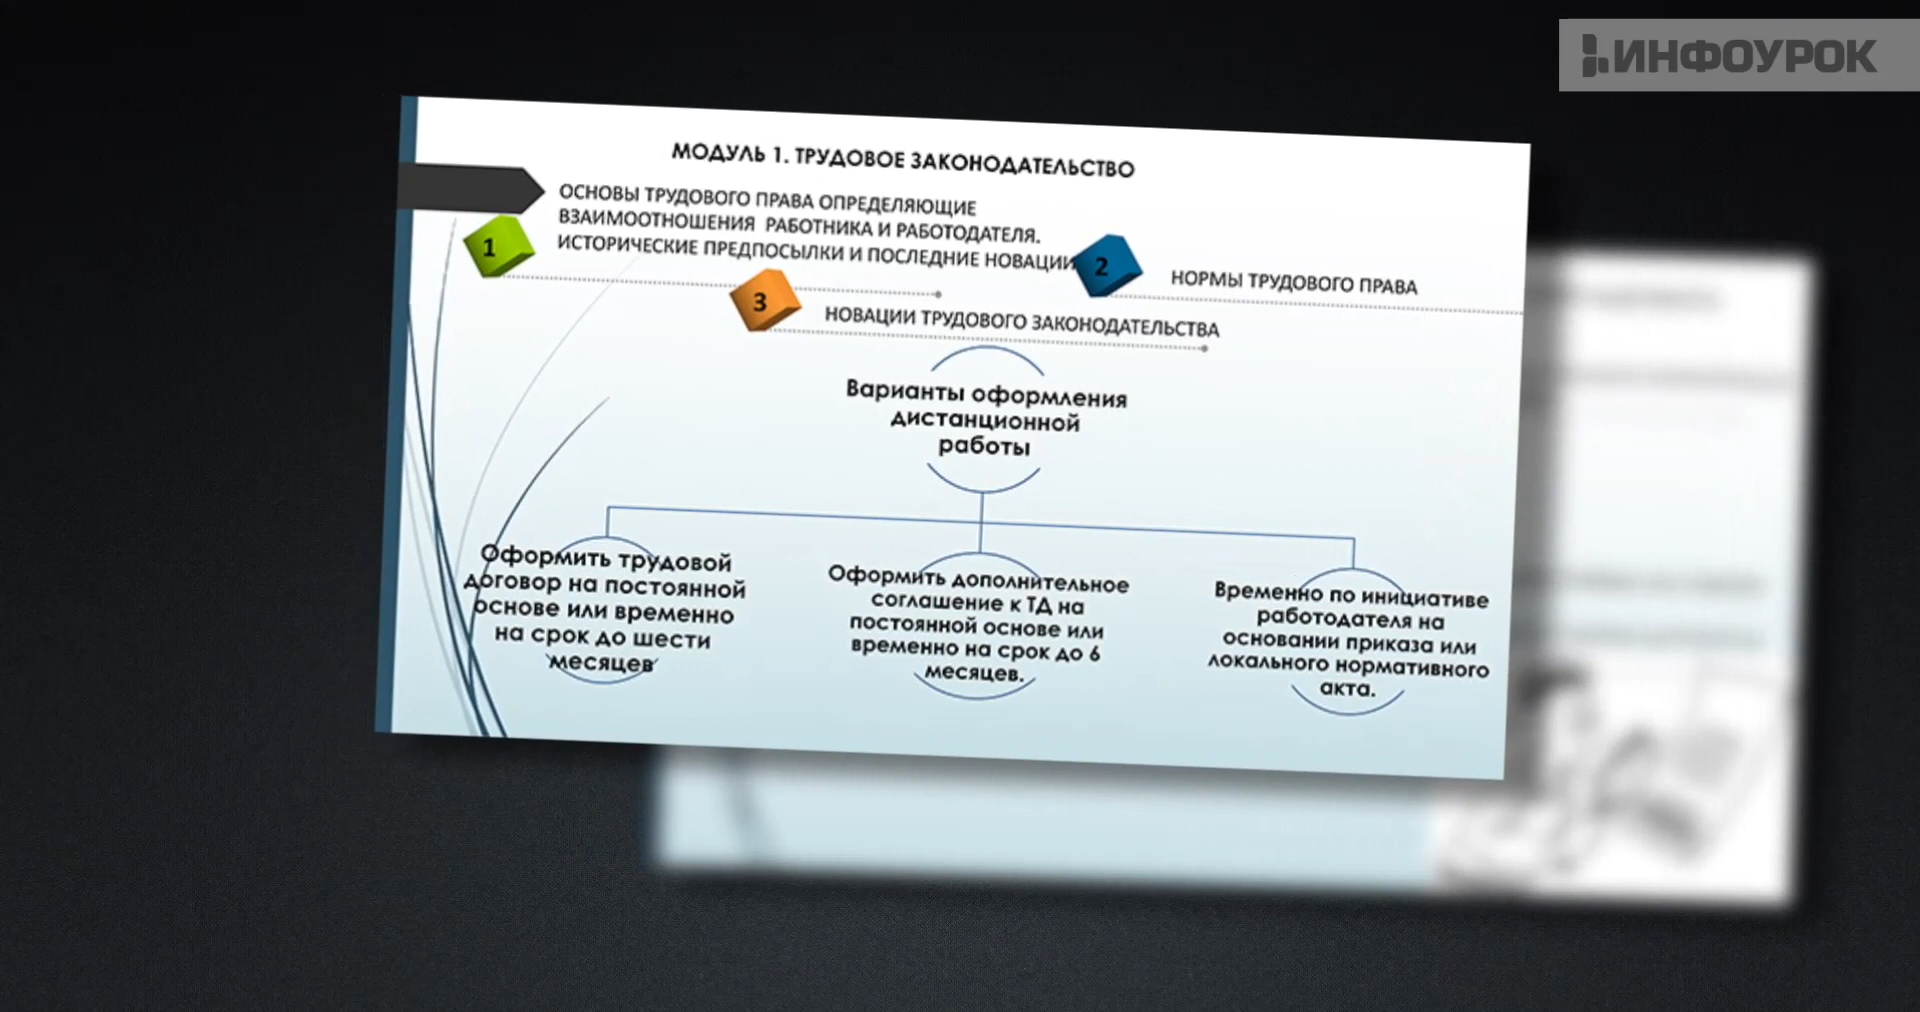 ИНФОУРОК
МОДУЛЬ 1. ТРУДОВОЕ ЗАКОНОДАТЕЛЬСТВО
ОСНОВЫ ТРУДОВОГО ПРАВА ОПРЕДЕЛЯЮЩИЕ
ВЗАИМООТНОШЕНИЯ РАБОТНИКА И РАБОТОДАТЕЛЯ.
ИСТОРИЧЕСКИЕ ПРЕДПОСЫЛКИ И ПОСЛЕДНИЕ НОВАЦИИ
1
2
НОРМЫ ТРУДОВОГО ПРАВА
3
НОВАЦИИ ТРУДОВОГО ЗАКОНОДАТЕЛЬСТВА
Варианты оформления
дистанционной
работы
Оформить трудовой
договор на постоянной
основе или временно
на срок до шести
месяцев
Оформить дополнительное
соглашение к ТД на
постоянной основе или
временно на срок до 6
месяцев.
Временно по инициативе
работодателя на
основании приказа или
локального нормативного
акта.